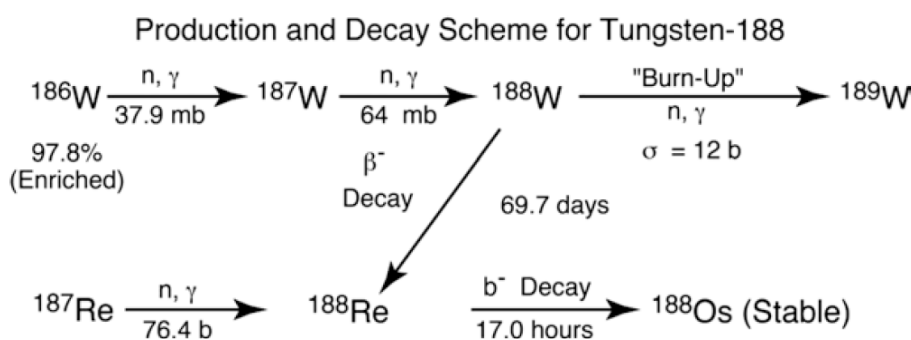 Production and Decay Scheme for Tungsten-188
¹⁸⁶W n, γ 37.9 mb ¹⁸⁷W n, γ 64 mb ¹⁸⁸W "Burn-Up" n, γ ¹⁸⁹W
σ = 12 b
97.8%
(Enriched)
β⁻
Decay
69.7 days
¹⁸⁷Re n, γ 76.4 b ¹⁸⁸Re b⁻ Decay 17.0 hours ¹⁸⁸Os (Stable)